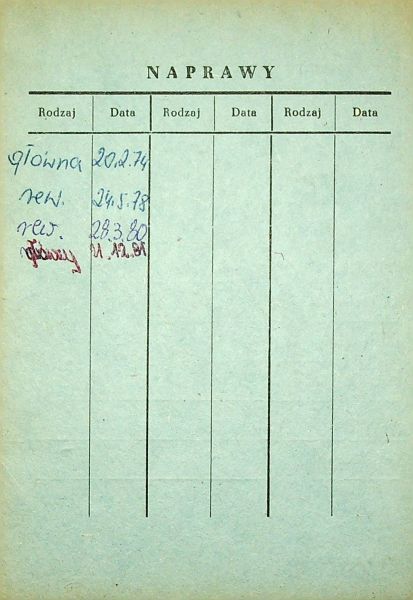 NAPRAWY
Rodzaj Data Rodzaj Data Rodzaj Data
główna 20.2.74
rew. 24.5.78
rew. 28.3.80
11.12.81